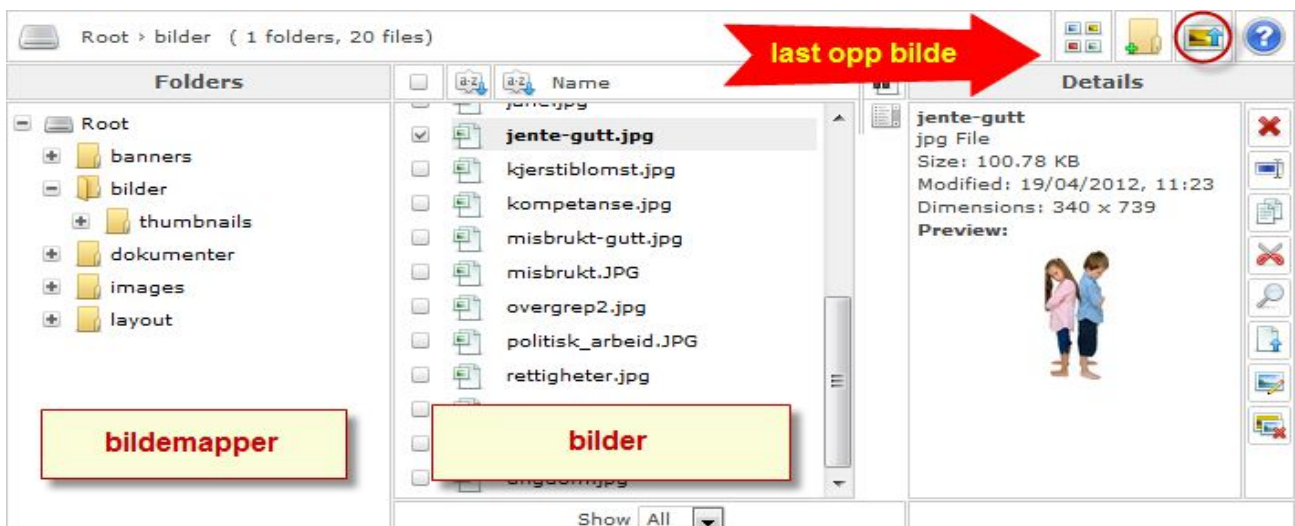 Root › bilder ( 1 folders, 20 files)
last opp bilde
Folders
Name
Details
Root
banners
bilder
thumbnails
dokumenter
images
layout
bildemapper
jente-gutt.jpg
kjerstiblomst.jpg
kompetanse.jpg
misbrukt-gutt.jpg
misbrukt.JPG
overgrep2.jpg
politisk_arbeid.JPG
rettigheter.jpg
bilder
Show All
jente-gutt
jpg File
Size: 100.78 KB
Modified: 19/04/2012, 11:23
Dimensions: 340 x 739
Preview: